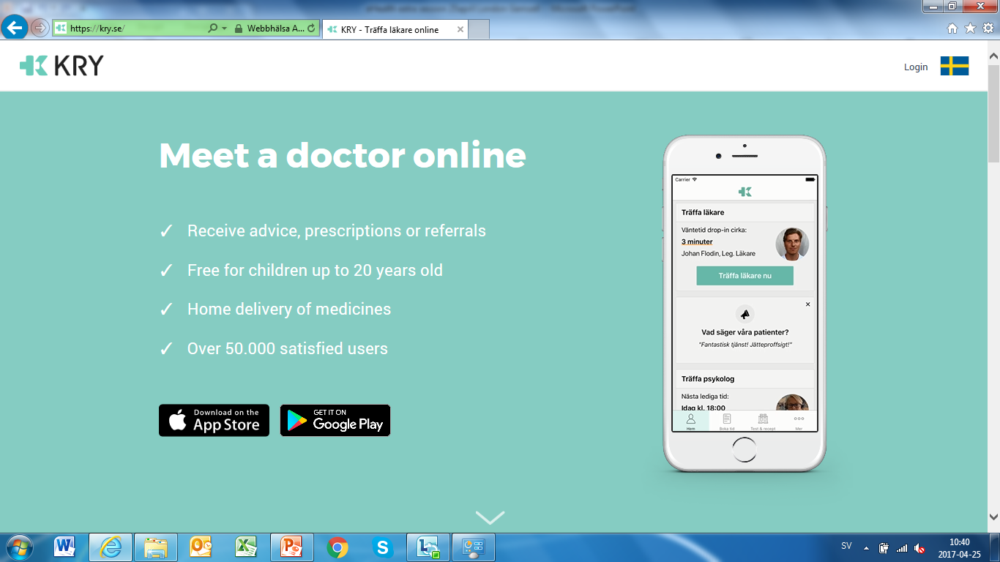 https://kry.se/
Webbhälsa A...
KRY - Träffa läkare online
KRY
Login
Meet a doctor online
✓ Receive advice, prescriptions or referrals
✓ Free for children up to 20 years old
✓ Home delivery of medicines
✓ Over 50.000 satisfied users
Download on the
App Store
GET IT ON
Google Play
Carrier
Träffa läkare
Väntetid drop-in cirka:
3 minuter
Johan Flodin, Leg. Läkare
Träffa läkare nu
Vad säger våra patienter?
"Fantastisk tjänst! Jätteproffsigt!"
Träffa psykolog
Nästa lediga tid:
Idag kl. 18:00
Hem
Boka tid
Test & recept
Mer
SV
10:40
2017-04-25